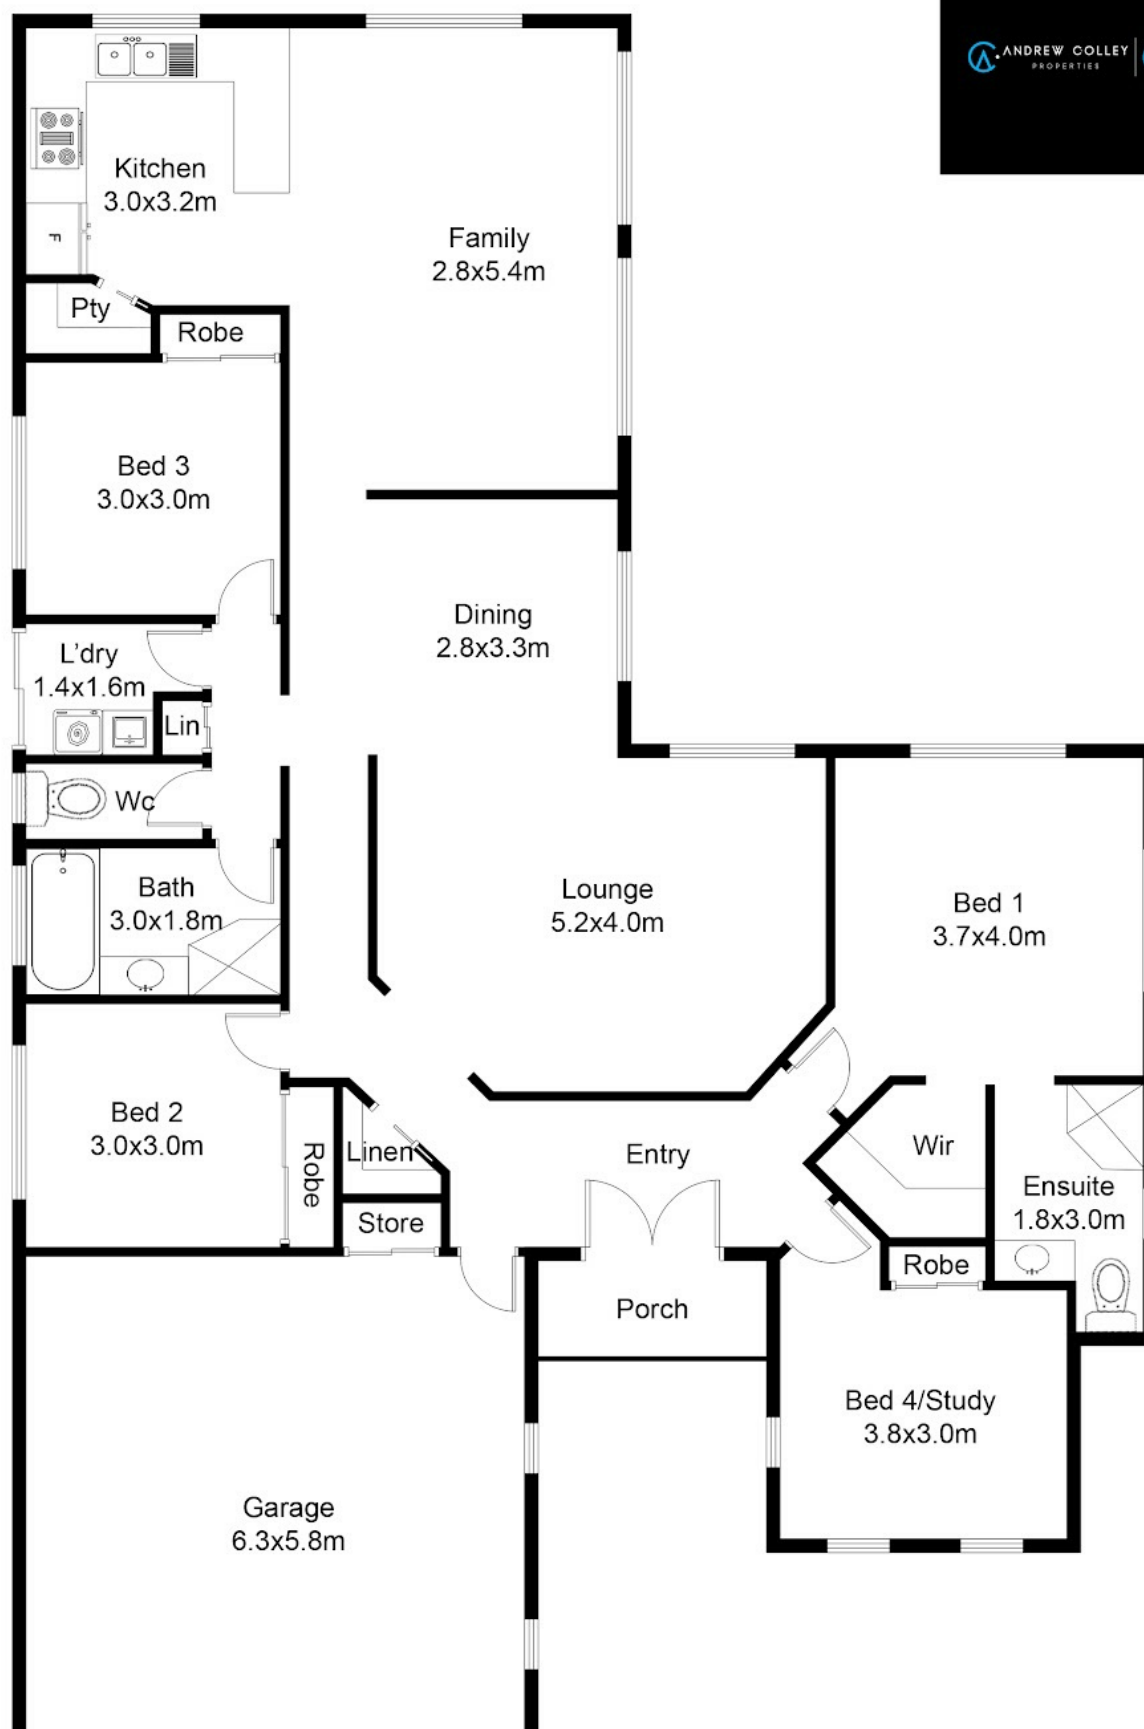 ANDREW COLLEY
PROPERTIES
Kitchen
3.0x3.2m
F
Family
2.8x5.4m
Pty
Robe
Bed 3
3.0x3.0m
Dining
2.8x3.3m
L'dry
1.4x1.6m
Lin
Wc
Bath
3.0x1.8m
Lounge
5.2x4.0m
Bed 1
3.7x4.0m
Bed 2
3.0x3.0m
Robe
Linen
Store
Entry
Wir
Ensuite
1.8x3.0m
Robe
Porch
Bed 4/Study
3.8x3.0m
Garage
6.3x5.8m